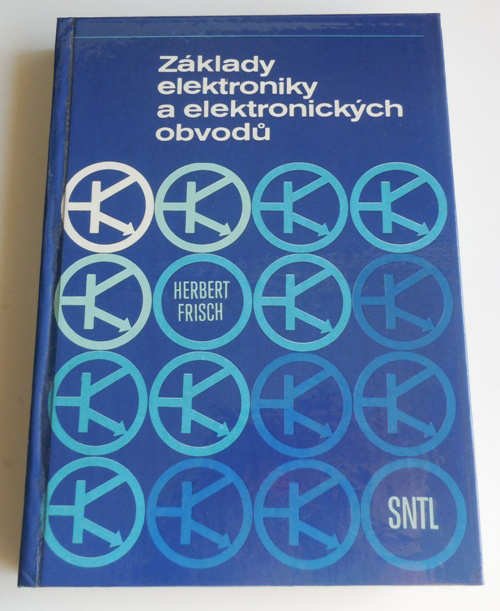 Základy
elektroniky
a elektronických
obvodů
HERBERT
FRISCH
SNTL